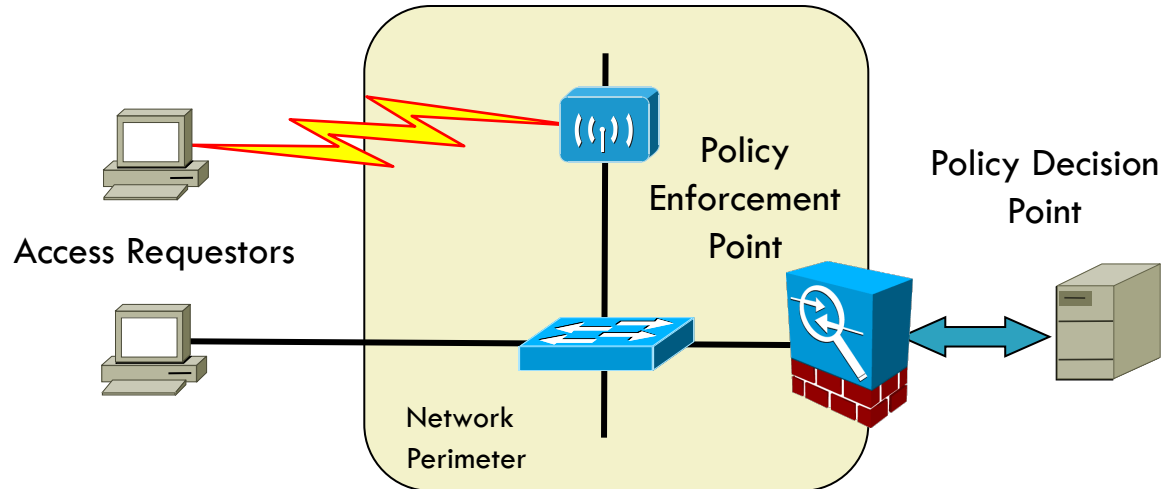 Access Requestors
Policy
Enforcement
Point
Policy Decision
Point
Network
Perimeter